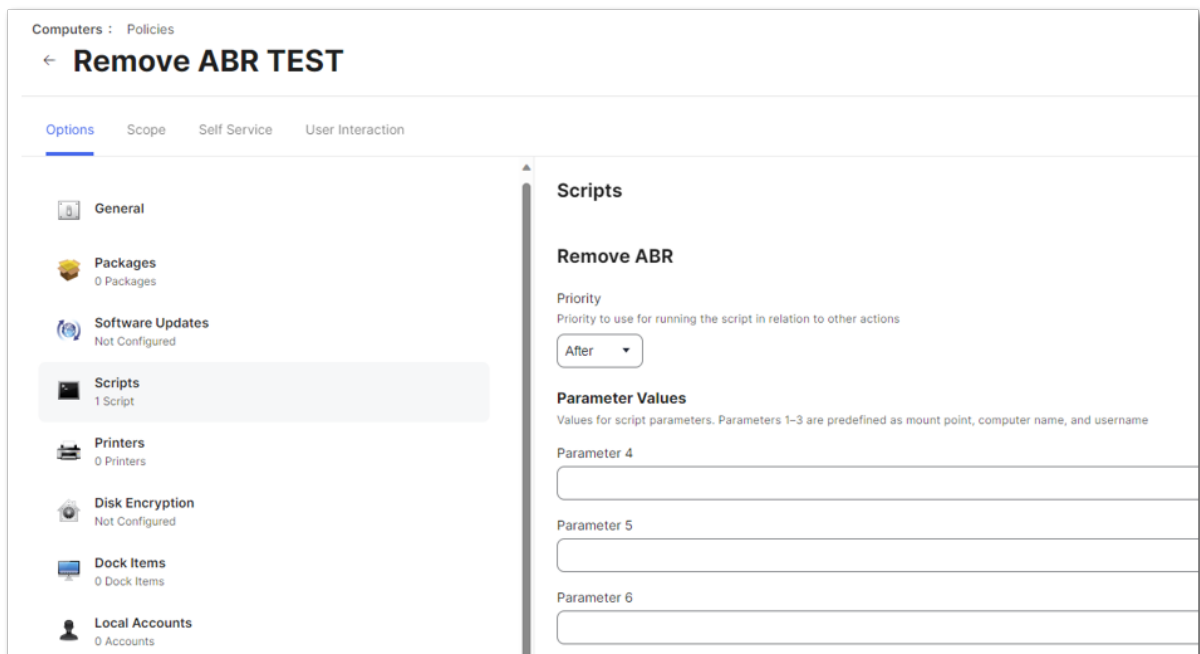 Computers : Policies
← Remove ABR TEST
Options Scope Self Service User Interaction
General
Packages
0 Packages
Software Updates
Not Configured
Scripts
1 Script
Printers
0 Printers
Disk Encryption
Not Configured
Dock Items
0 Dock Items
Local Accounts
0 Accounts
Scripts
Remove ABR
Priority
Priority to use for running the script in relation to other actions
After
Parameter Values
Values for script parameters. Parameters 1–3 are predefined as mount point, computer name, and username
Parameter 4
Parameter 5
Parameter 6